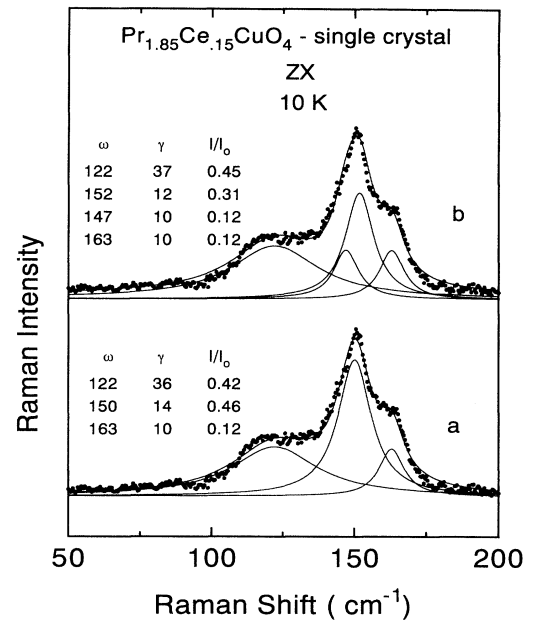 Pr1.85Ce.15CuO4 - single crystal
ZX
10 K
ω γ I/Io
122 37 0.45
152 12 0.31
147 10 0.12
163 10 0.12
b
ω γ I/Io
122 36 0.42
150 14 0.46
163 10 0.12
a
Raman Intensity
50 100 150 200
Raman Shift ( cm-1)